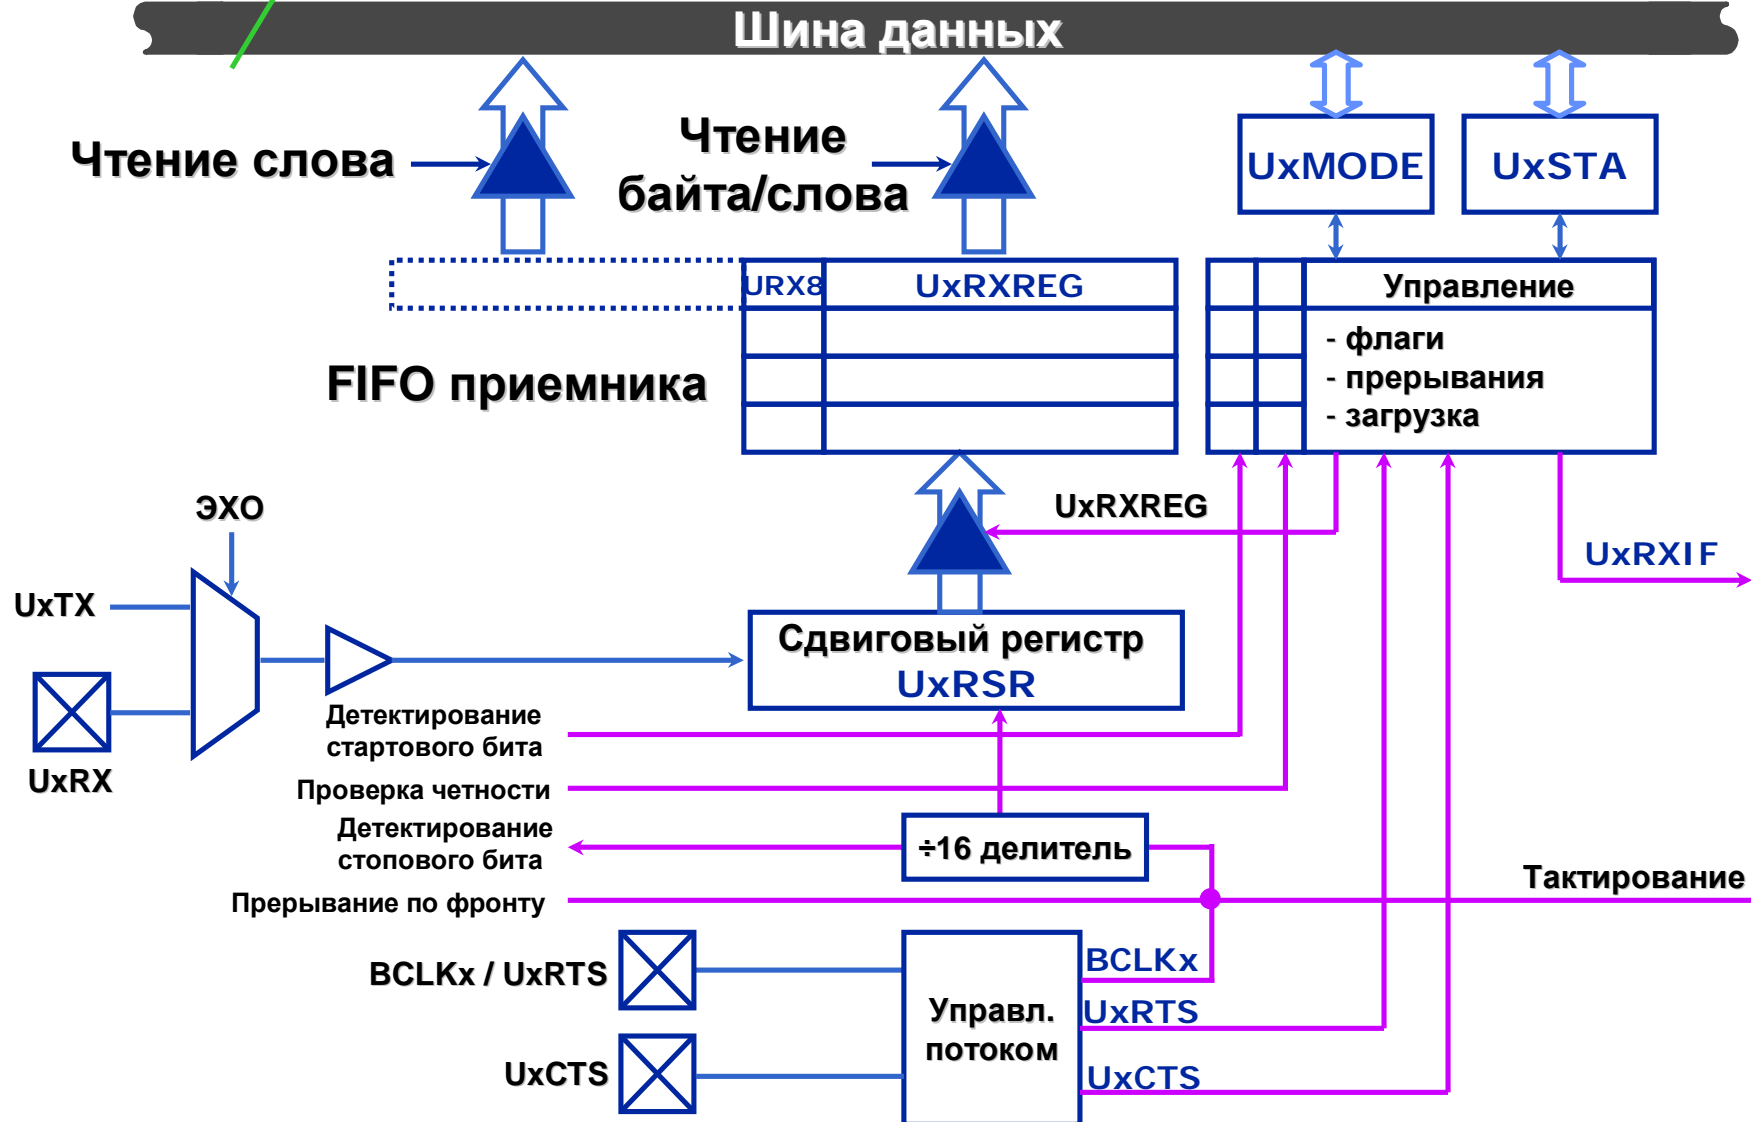 Шина данных
Чтение слова
Чтение
байта/слова
UxMODE
UxSTA
URX8
UxRXREG
Управление
- флаги
- прерывания
- загрузка
FIFO приемника
ЭХО
UxRXREG
UxRXIF
UxTX
Сдвиговый регистр
UxRSR
UxRX
Детектирование
стартового бита
Проверка четности
Детектирование
стопового бита
÷16 делитель
Тактирование
Прерывание по фронту
BCLKx / UxRTS
BCLKx
Управл.
потоком
UxRTS
UxCTS
UxCTS